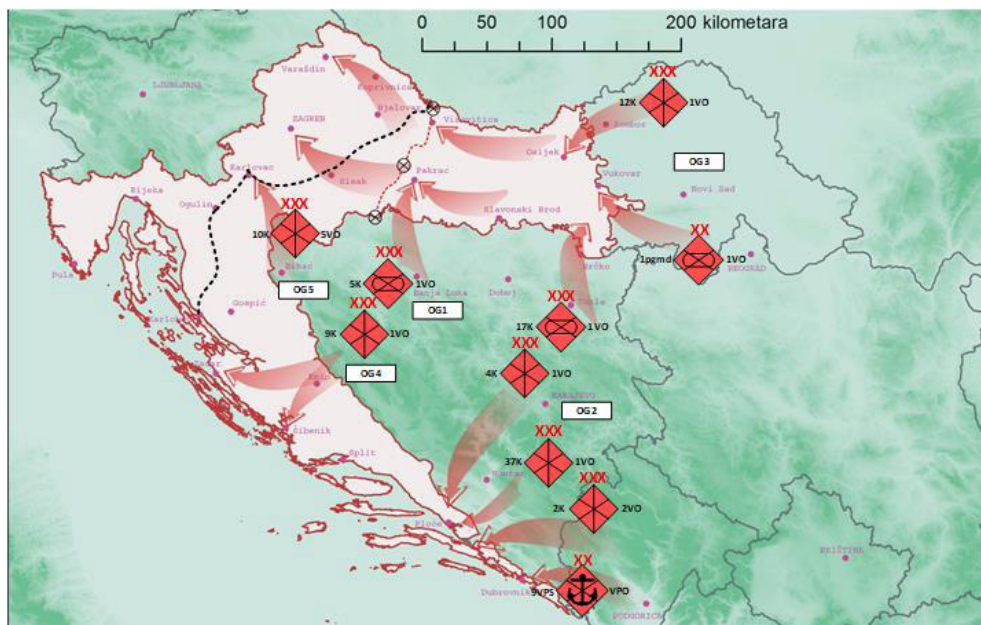 0 50 100 200 kilometara
XXX
12K 1VO
Varaždin
Koprivnica
LJUBLJANA
Bjelovar
Virovitica
Sombor
ZAGREB
Osijek
OG3
Karlovac
Sisak
Pakrac
Vukovar
Novi Sad
Rijeka
Ogulin
XXX
Slavonski Brod
10K 5VO
XX
1pgmd 1VO
BEOGRAD
Pula
Bihać
XXX
5K 1VO
Banja Luka
Doboj
Brčko
OG5
OG1
Gospić
XXX
XXX
Tuzla
Karlobag
9K 1VO
17K 1VO
XXX
OG4
4K 1VO
Zadar
Knin
SARAJEVO
OG2
Šibenik
XXX
Split
37K 1VO
Mostar
XXX
2K 2VO
Ploče
PRIŠTINA
XX
Dubrovnik
9VPS VPO
PODGORICA